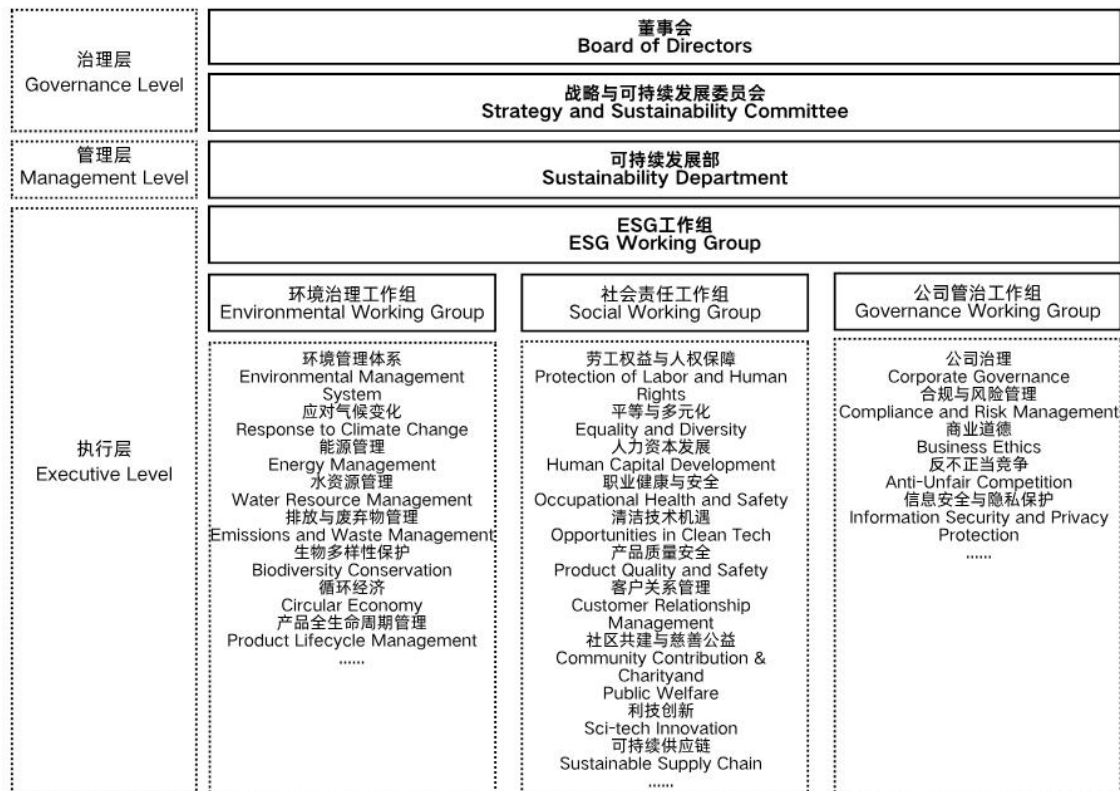 治理层
Governance Level
董事会
Board of Directors
战略与可持续发展委员会
Strategy and Sustainability Committee
管理层
Management Level
可持续发展部
Sustainability Department
执行层
Executive Level
ESG工作组
ESG Working Group
环境治理工作组
Environmental Working Group
环境管理体系
Environmental Management
System
应对气候变化
Response to Climate Change
能源管理
Energy Management
水资源管理
Water Resource Management
排放与废弃物管理
Emissions and Waste Management
生物多样性保护
Biodiversity Conservation
循环经济
Circular Economy
产品全生命周期管理
Product Lifecycle Management
......
社会责任工作组
Social Working Group
劳工权益与人权保障
Protection of Labor and Human
Rights
平等与多元化
Equality and Diversity
人力资本发展
Human Capital Development
职业健康与安全
Occupational Health and Safety
清洁技术机遇
Opportunities in Clean Tech
产品质量安全
Product Quality and Safety
客户关系管理
Customer Relationship
Management
社区共建与慈善公益
Community Contribution &
Charityand
Public Welfare
利技创新
Sci-tech Innovation
可持续供应链
Sustainable Supply Chain
......
公司管治工作组
Governance Working Group
公司治理
Corporate Governance
合规与风险管理
Compliance and Risk Management
商业道德
Business Ethics
反不正当竞争
Anti-Unfair Competition
信息安全与隐私保护
Information Security and Privacy
Protection
......